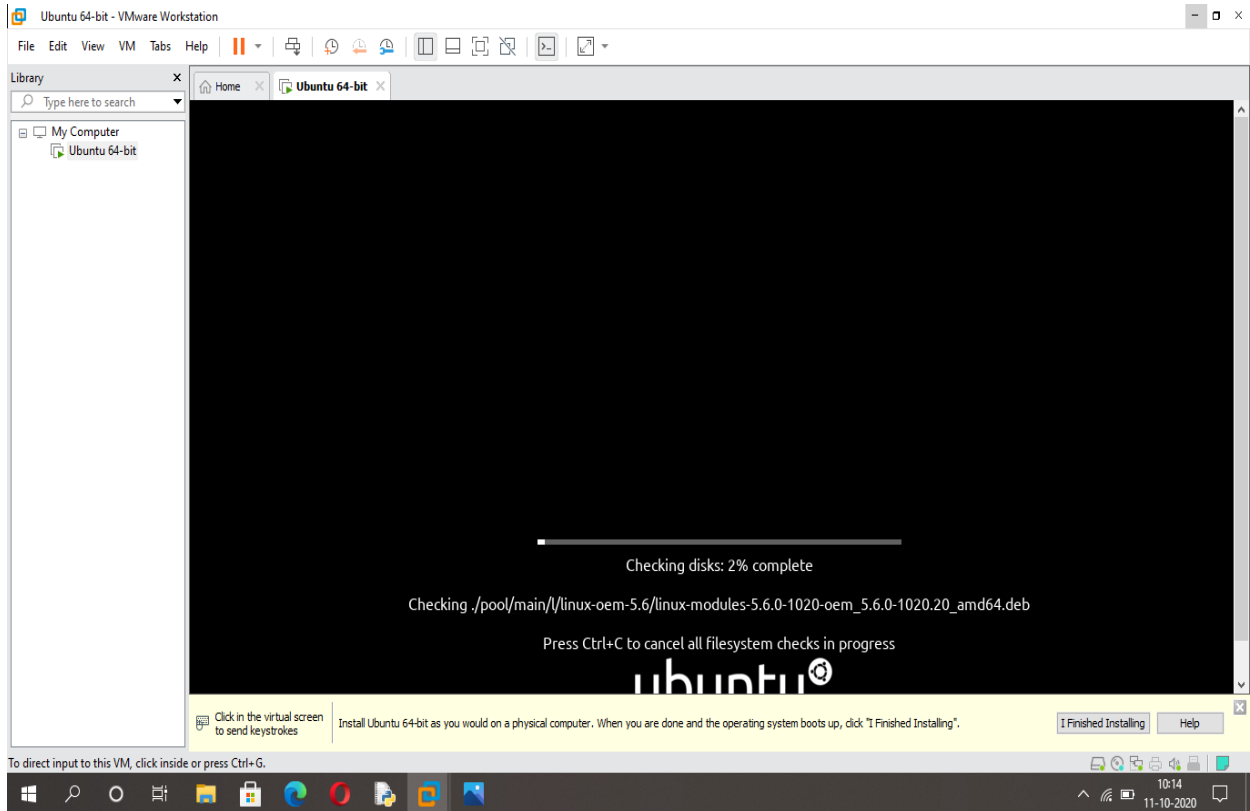 Ubuntu 64-bit - VMware Workstation
File Edit View VM Tabs Help
Library
Type here to search
My Computer
Ubuntu 64-bit
Home
Ubuntu 64-bit
Checking disks: 2% complete
Checking ./pool/main/l/linux-oem-5.6/linux-modules-5.6.0-1020-oem_5.6.0-1020.20_amd64.deb
Press Ctrl+C to cancel all filesystem checks in progress
ubuntu
Click in the virtual screen
to send keystrokes
Install Ubuntu 64-bit as you would on a physical computer. When you are done and the operating system boots up, click "I Finished Installing".
I Finished Installing
Help
To direct input to this VM, click inside or press Ctrl+G.
10:14
11-10-2020